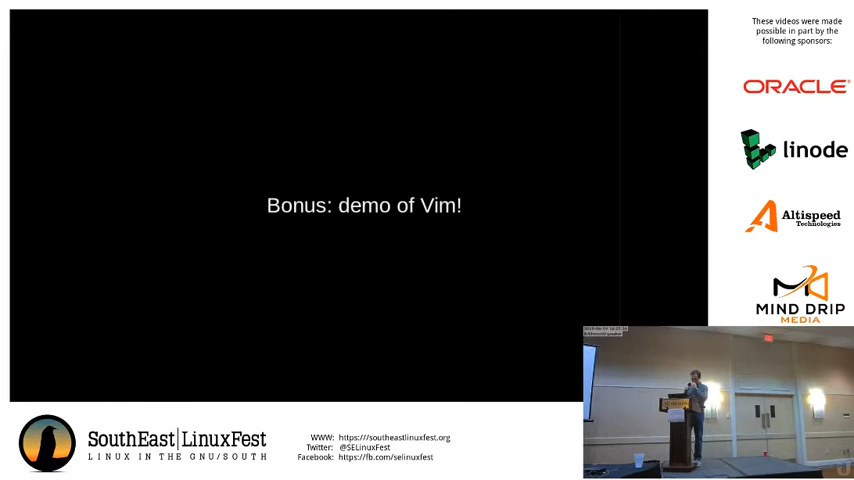 These videos were made
possible in part by the
following sponsors:
ORACLE
linode
Altispeed
Technologies
MIND DRIP
MEDIA
Bonus: demo of Vim!
SouthEast|LinuxFest
LINUX IN THE GNU/SOUTH
WWW: https://southeastlinuxfest.org
Twitter: @SELinuxFest
Facebook: https://fb.com/selinuxfest